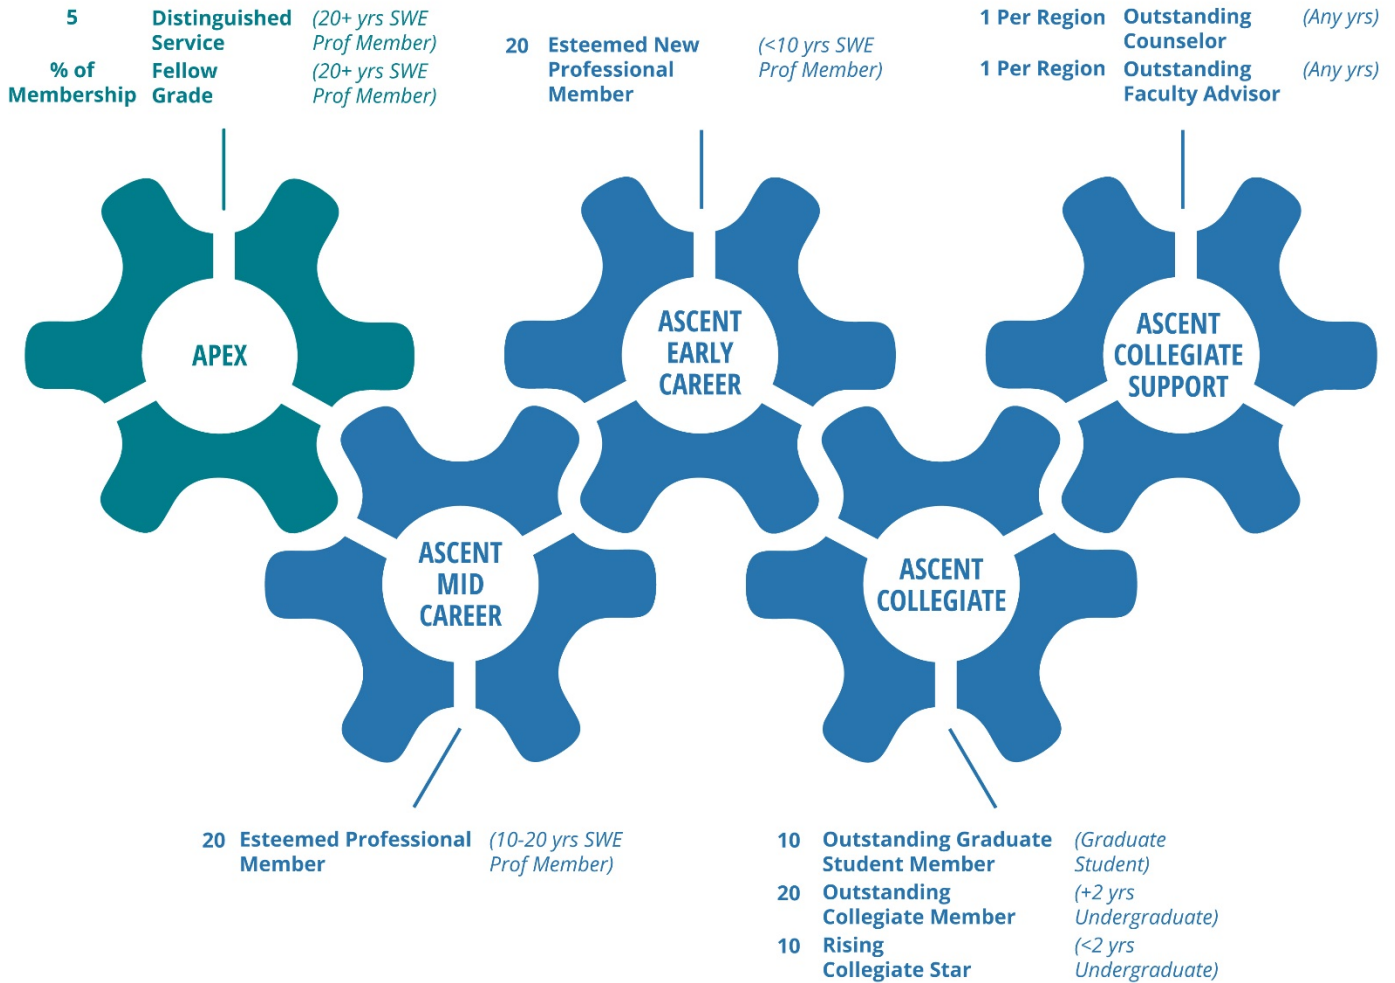 5 Distinguished (20+ yrs SWE
Service Prof Member)
% of Fellow (20+ yrs SWE
Membership Grade Prof Member)
20 Esteemed New (<10 yrs SWE
Professional Prof Member)
Member
1 Per Region Outstanding (Any yrs)
Counselor
1 Per Region Outstanding (Any yrs)
Faculty Advisor
APEX
ASCENT
EARLY
CAREER
ASCENT
COLLEGIATE
SUPPORT
ASCENT
MID
CAREER
ASCENT
COLLEGIATE
20 Esteemed Professional (10-20 yrs SWE
Member Prof Member)
10 Outstanding Graduate (Graduate
Student Member Student)
20 Outstanding (+2 yrs
Collegiate Member Undergraduate)
10 Rising (<2 yrs
Collegiate Star Undergraduate)